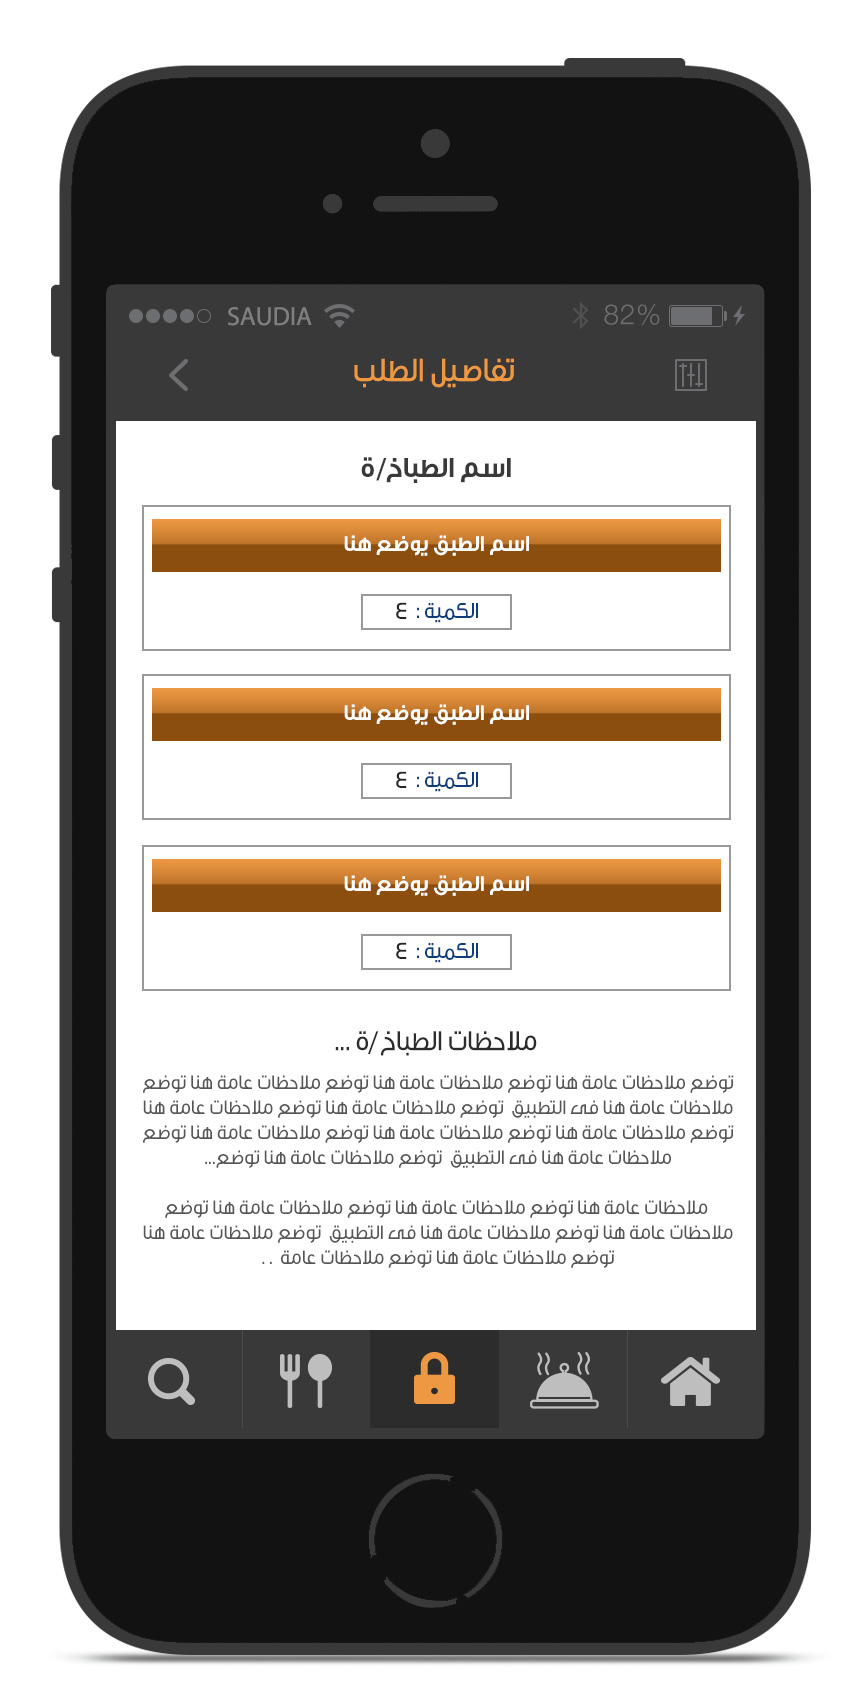 SAUDIA 82%
تفاصيل الطلب
اسم الطباخ/ة
اسم الطبق يوضع هنا
الكمية : ٤
اسم الطبق يوضع هنا
الكمية : ٤
اسم الطبق يوضع هنا
الكمية : ٤
ملاحظات الطباخ/ة ...
توضع ملاحظات عامة هنا توضع ملاحظات عامة هنا توضع ملاحظات عامة هنا توضع
ملاحظات عامة هنا فى التطبيق توضع ملاحظات عامة هنا توضع ملاحظات عامة هنا
توضع ملاحظات عامة هنا توضع ملاحظات عامة هنا توضع ملاحظات عامة هنا توضع
ملاحظات عامة هنا فى التطبيق توضع ملاحظات عامة هنا توضع...
ملاحظات عامة هنا توضع ملاحظات عامة هنا توضع ملاحظات عامة هنا توضع
ملاحظات عامة هنا توضع ملاحظات عامة هنا فى التطبيق توضع ملاحظات عامة هنا
توضع ملاحظات عامة هنا توضع ملاحظات عامة ..